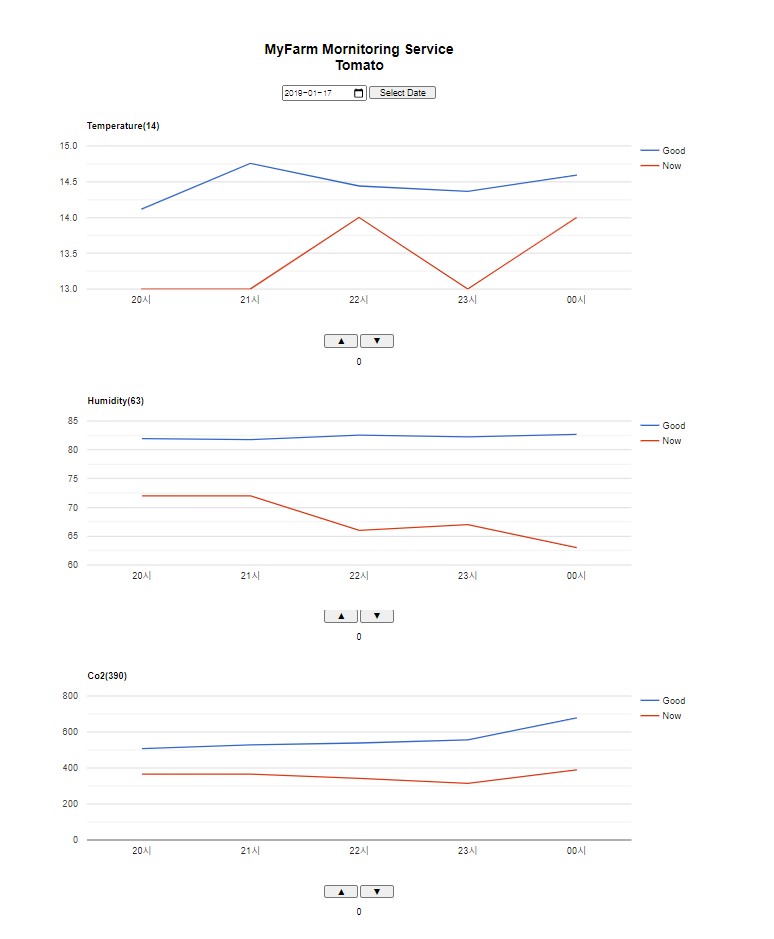 MyFarm Mornitoring Service
Tomato
2019-01-17 Select Date
Temperature(14)
15.0
14.5
14.0
13.5
13.0
20시 21시 22시 23시 00시
Good
Now
▲ ▼
0
Humidity(63)
85
80
75
70
65
60
20시 21시 22시 23시 00시
Good
Now
▲ ▼
0
Co2(390)
800
600
400
200
0
20시 21시 22시 23시 00시
Good
Now
▲ ▼
0